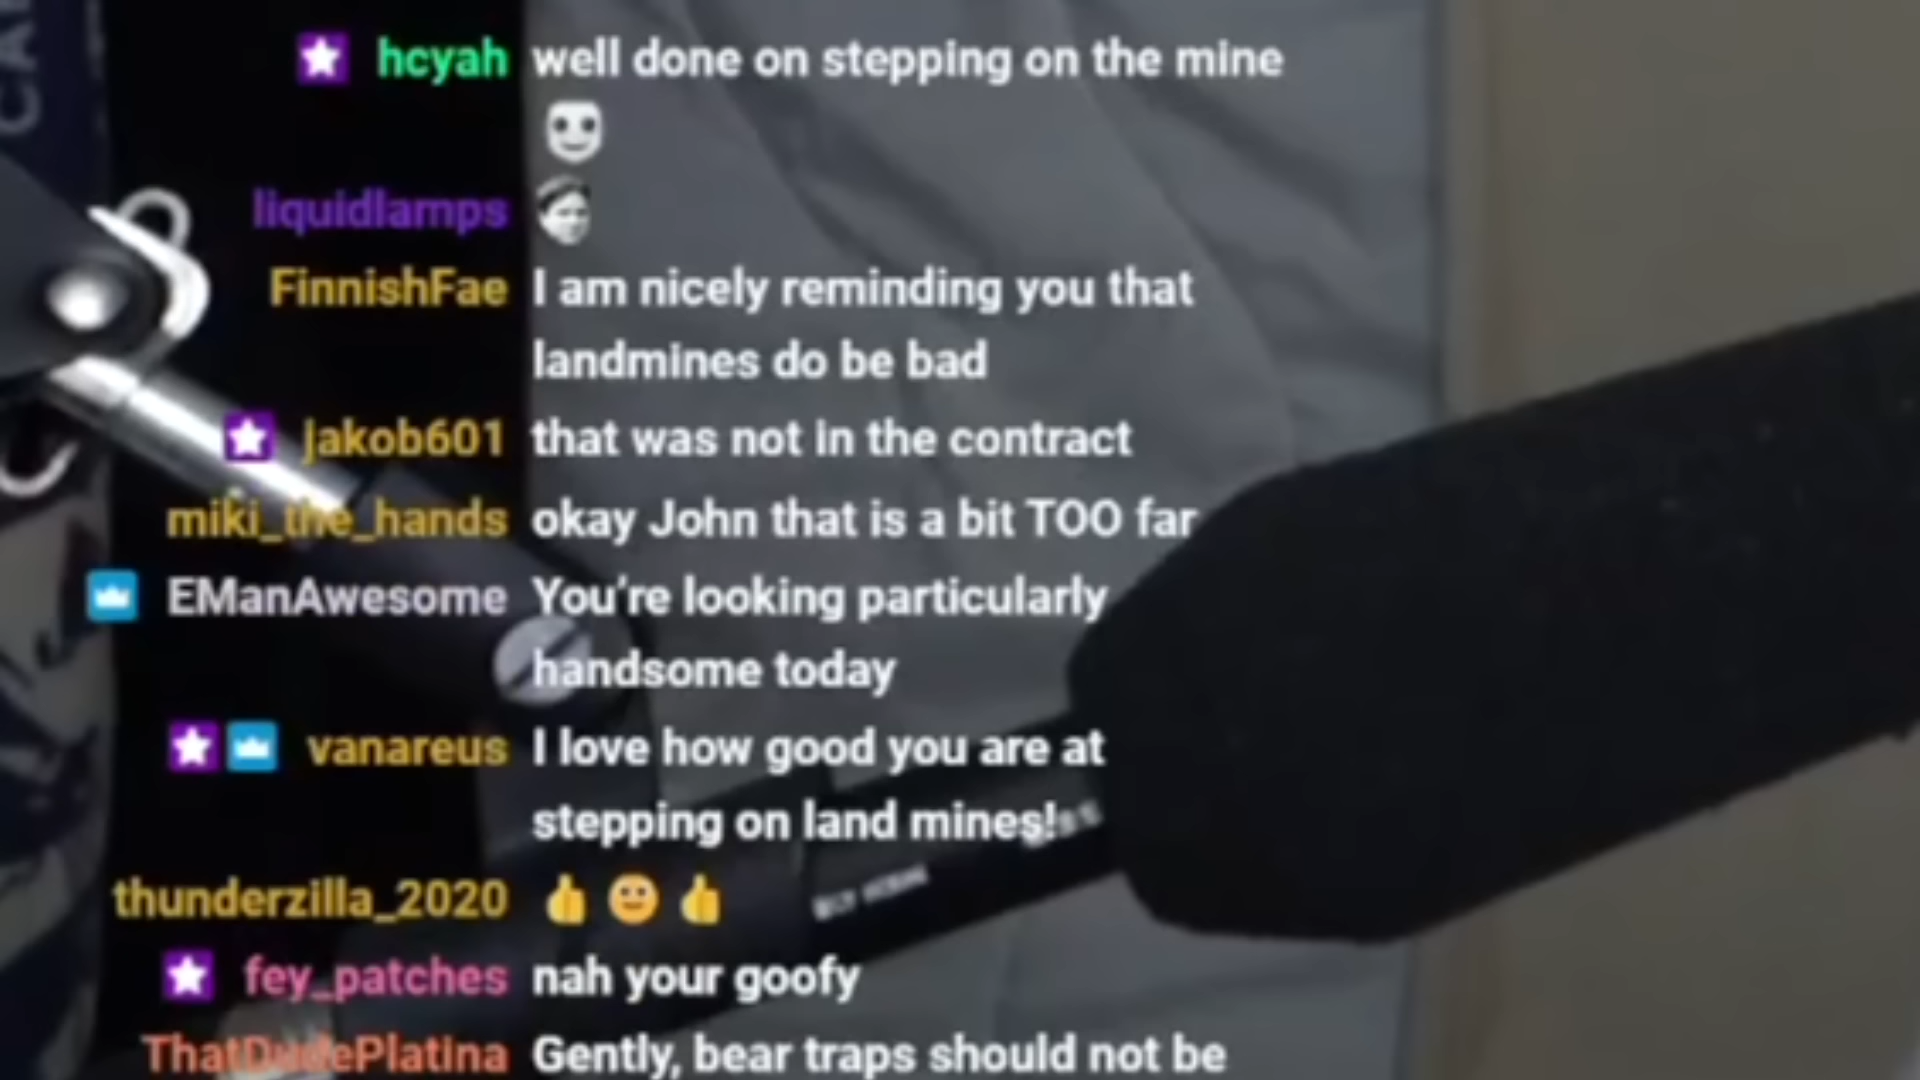 hcyah well done on stepping on the mine
liquidlamps
FinnishFae I am nicely reminding you that
landmines do be bad
jakob601 that was not in the contract
miki_the_hands okay John that is a bit TOO far
EManAwesome You're looking particularly
handsome today
vanareus I love how good you are at
stepping on land mines!
thunderzilla_2020 👍 🙂 👍
fey_patches nah your goofy
ThatDudePlatina Gently, bear traps should not be